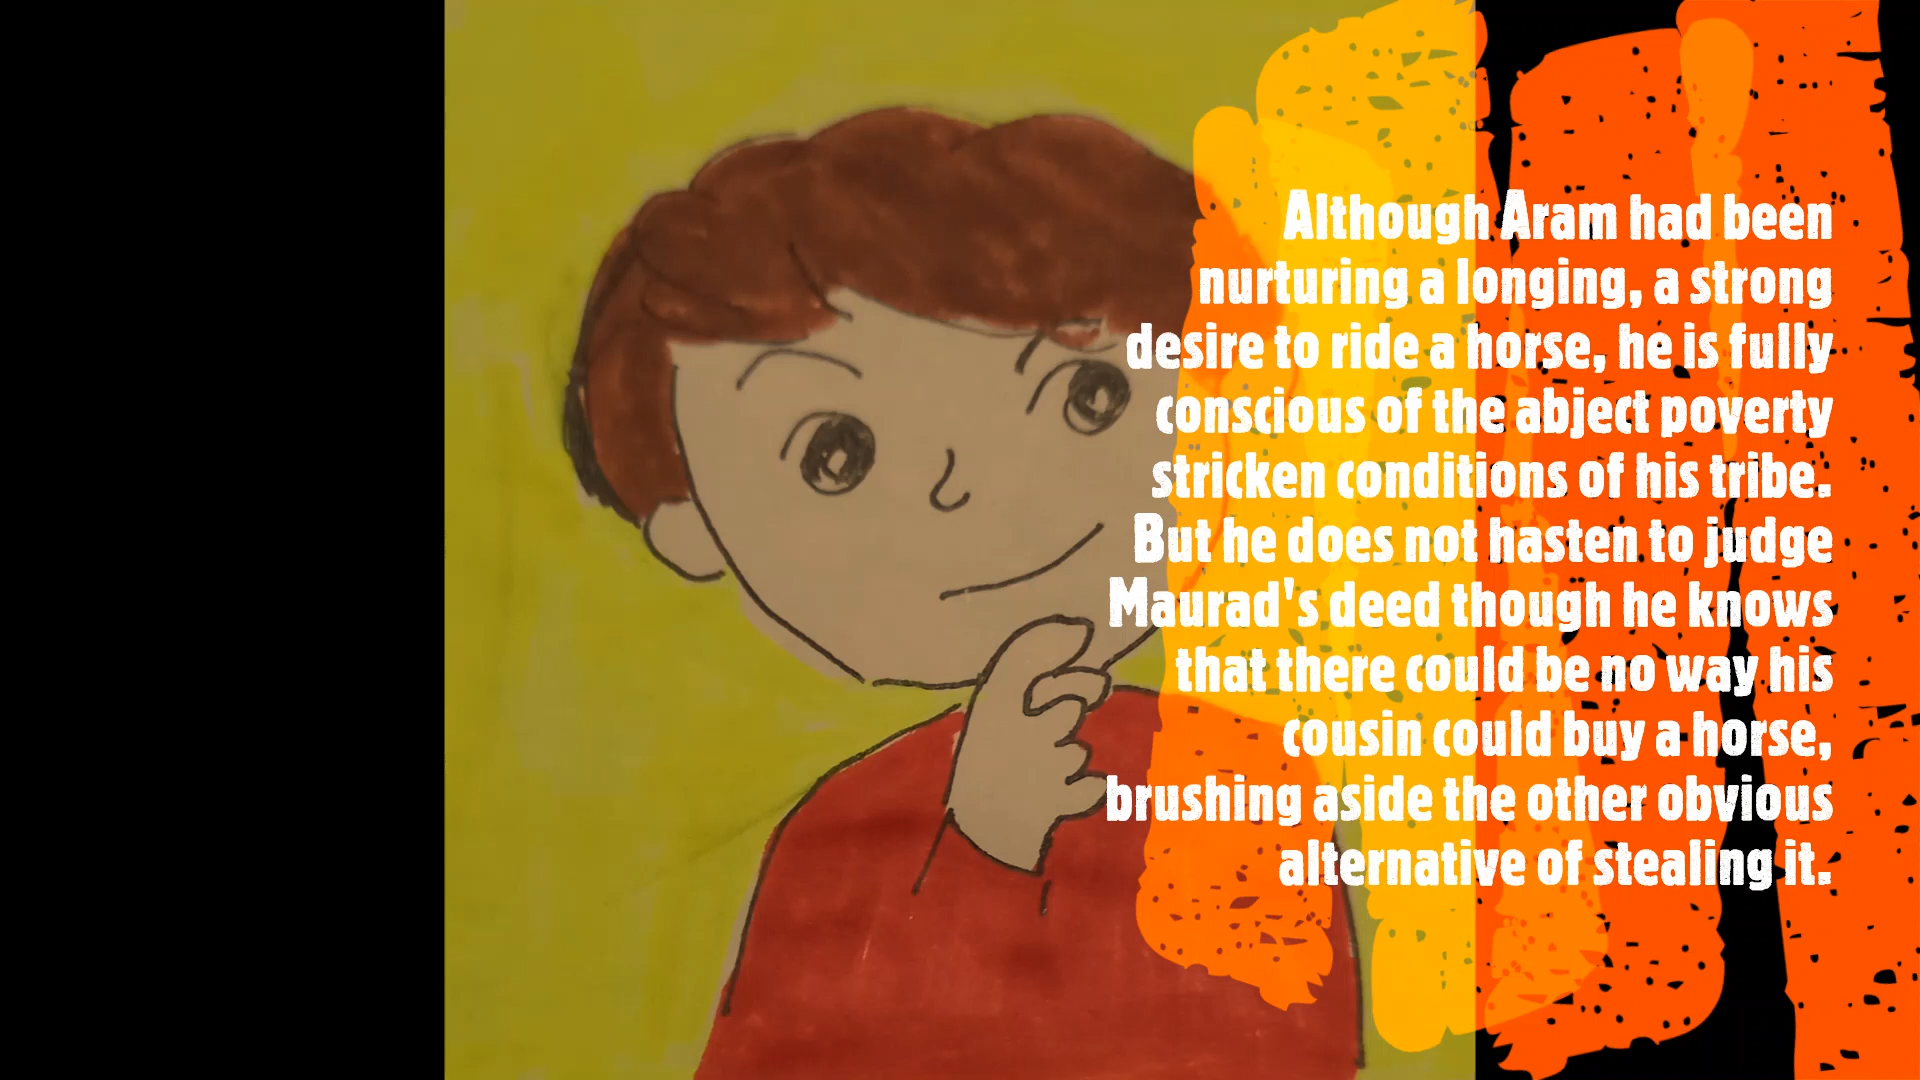 Although Aram had been
nurturing a longing, a strong
desire to ride a horse, he is fully
conscious of the abject poverty
stricken conditions of his tribe.
But he does not hasten to judge
Maurad's deed though he knows
that there could be no way his
cousin could buy a horse,
brushing aside the other obvious
alternative of stealing it.